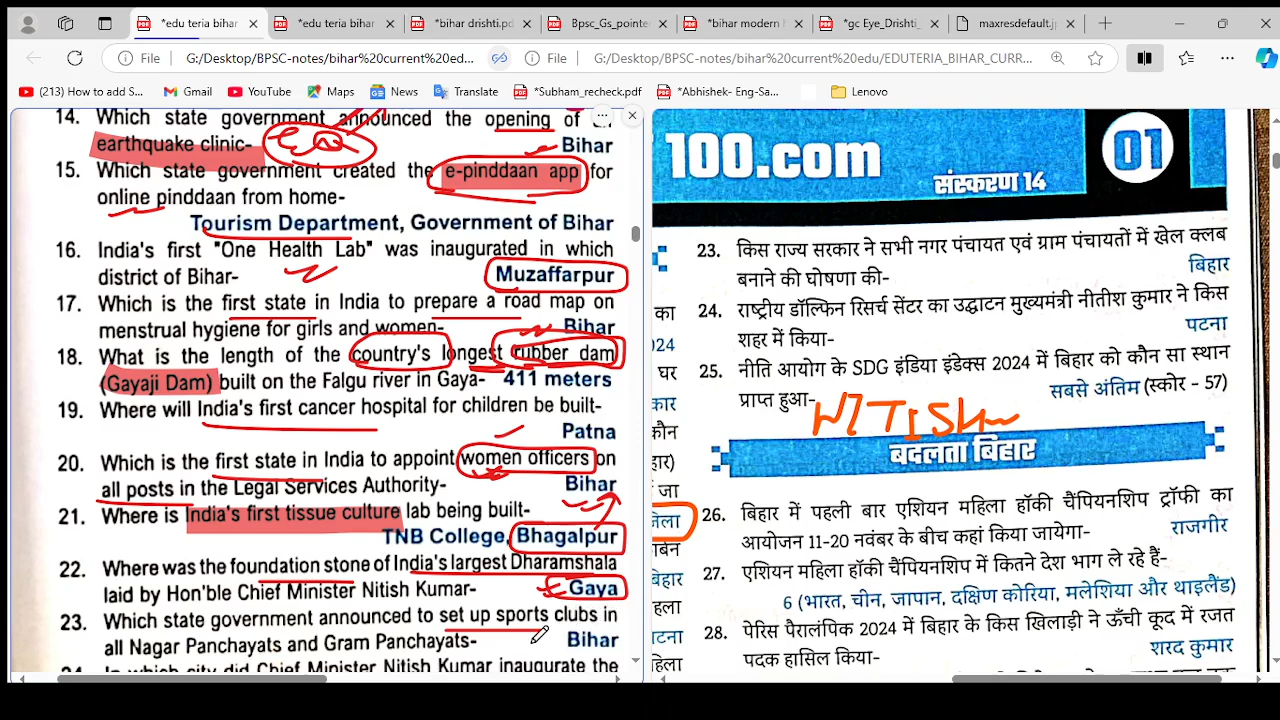 *edu teria bihar
*edu teria bihar
*bihar drishti.pd
Bpsc_Gs_pointe
*bihar modern h
*gc Eye_Drishti_
maxresdefault.jp
File
G:/Desktop/BPSC-notes/bihar%20current%20ed...
File
G:/Desktop/BPSC-notes/bihar%20current%20edu/EDUTERIA_BIHAR_CURR...
(213) How to add S...
Gmail
YouTube
Maps
News
Translate
*Subham_recheck.pdf
*Abhishek- Eng-Sa...
Lenovo
14. Which state government announced the opening of
earthquake clinic-
Bihar
15. Which state government created the e-pinddaan app for
online pinddaan from home-
Tourism Department, Government of Bihar
16. India's first "One Health Lab" was inaugurated in which
district of Bihar-
Muzaffarpur
17. Which is the first state in India to prepare a road map on
menstrual hygiene for girls and women-
Bihar
18. What is the length of the country's longest rubber dam
(Gayaji Dam) built on the Falgu river in Gaya- 411 meters
19. Where will India's first cancer hospital for children be built-
Patna
20. Which is the first state in India to appoint women officers on
all posts in the Legal Services Authority-
Bihar
21. Where is India's first tissue culture lab being built-
TNB College, Bhagalpur
22. Where was the foundation stone of India's largest Dharamshala
laid by Hon'ble Chief Minister Nitish Kumar-
Gaya
23. Which state government announced to set up sports clubs in
all Nagar Panchayats and Gram Panchayats-
Bihar
24. In which city did Chief Minister Nitish Kumar inaugurate the
100.com
01
संस्करण 14
23. किस राज्य सरकार ने सभी नगर पंचायत एवं ग्राम पंचायतों में खेल क्लब
बनाने की घोषणा की-
बिहार
24. राष्ट्रीय डॉल्फिन रिसर्च सेंटर का उद्घाटन मुख्यमंत्री नीतीश कुमार ने किस
शहर में किया-
पटना
25. नीति आयोग के SDG इंडिया इंडेक्स 2024 में बिहार को कौन सा स्थान
प्राप्त हुआ-
सबसे अंतिम (स्कोर - 57)
बदलता बिहार
26. बिहार में पहली बार एशियन महिला हॉकी चैंपियनशिप ट्रॉफी का
आयोजन 11-20 नवंबर के बीच कहां किया जायेगा-
राजगीर
27. एशियन महिला हॉकी चैंपियनशिप में कितने देश भाग ले रहे हैं-
6 (भारत, चीन, जापान, दक्षिण कोरिया, मलेशिया और थाइलैंड)
28. पेरिस पैरालंपिक 2024 में बिहार के किस खिलाड़ी ने ऊँची कूद में रजत
पदक हासिल किया-
शरद कुमार